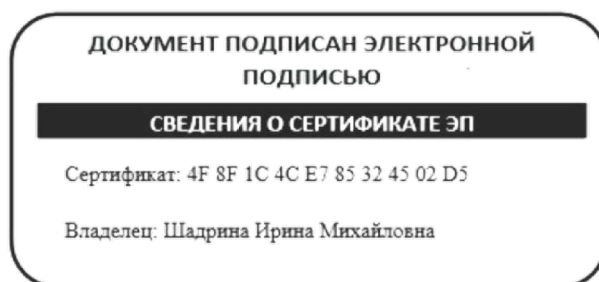 ДОКУМЕНТ ПОДПИСАН ЭЛЕКТРОННОЙ
ПОДПИСЬЮ
СВЕДЕНИЯ О СЕРТИФИКАТЕ ЭП
Сертификат: 4F 8F 1C 4C E7 85 32 45 02 D5
Владелец: Шадрина Ирина Михайловна